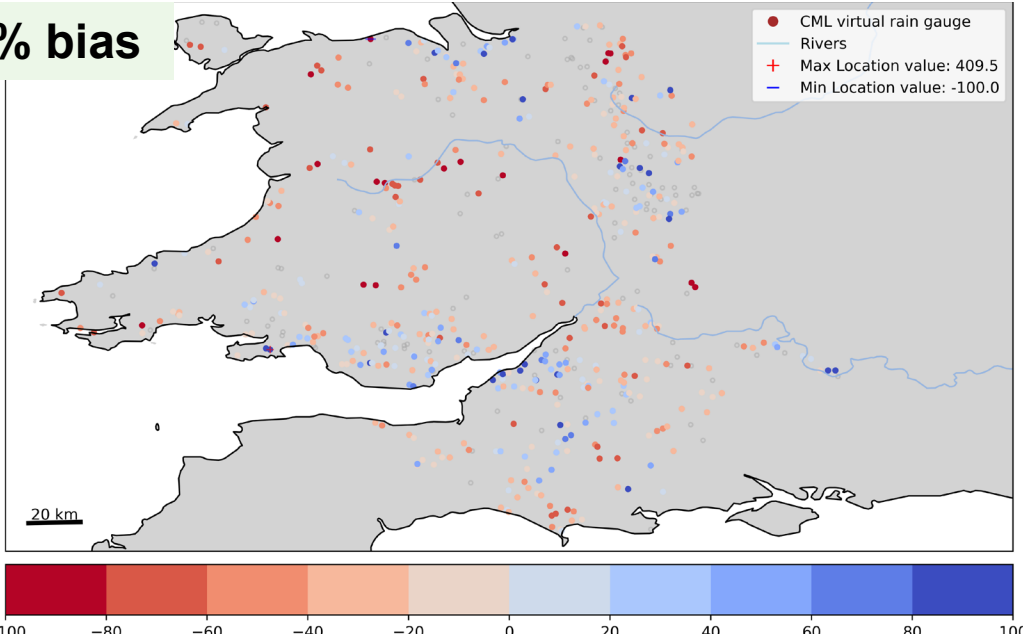 % bias
CML virtual rain gauge
Rivers
Max Location value: 409.5
Min Location value: -100.0
20 km
100 −80 −60 −40 −20 0 20 40 60 80 100